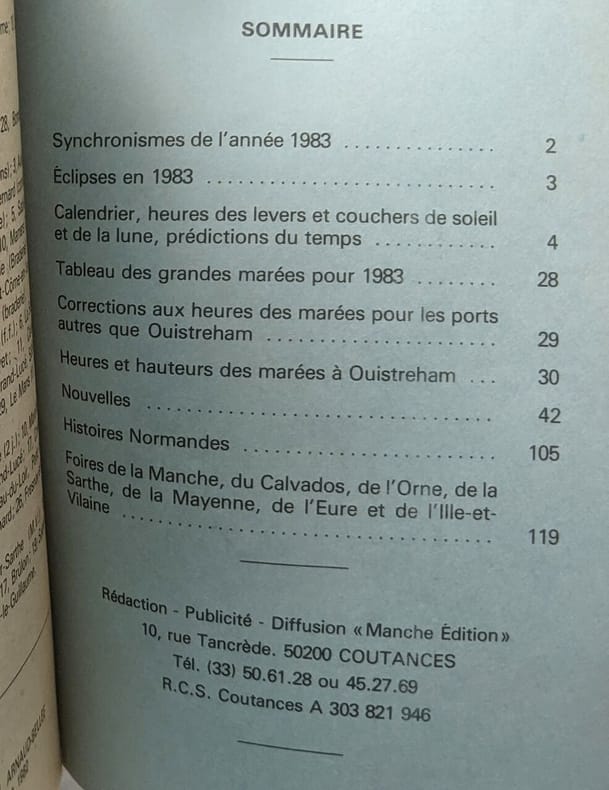 SOMMAIRE
Synchronismes de l'année 1983 ................ 2
Éclipses en 1983 .............................. 3
Calendrier, heures des levers et couchers de soleil
et de la lune, prédictions du temps ............ 4
Tableau des grandes marées pour 1983 ........ 28
Corrections aux heures des marées pour les ports
autres que Ouistreham ........................ 29
Heures et hauteurs des marées à Ouistreham ... 30
Nouvelles .................................... 42
Histoires Normandes .......................... 105
Foires de la Manche, du Calvados, de l'Orne, de la
Sarthe, de la Mayenne, de l'Eure et de l'Ille-et-
Vilaine ...................................... 119
Rédaction - Publicité - Diffusion « Manche Édition »
10, rue Tancrède. 50200 COUTANCES
Tél. (33) 50.61.28 ou 45.27.69
R.C.S. Coutances A 303 821 946